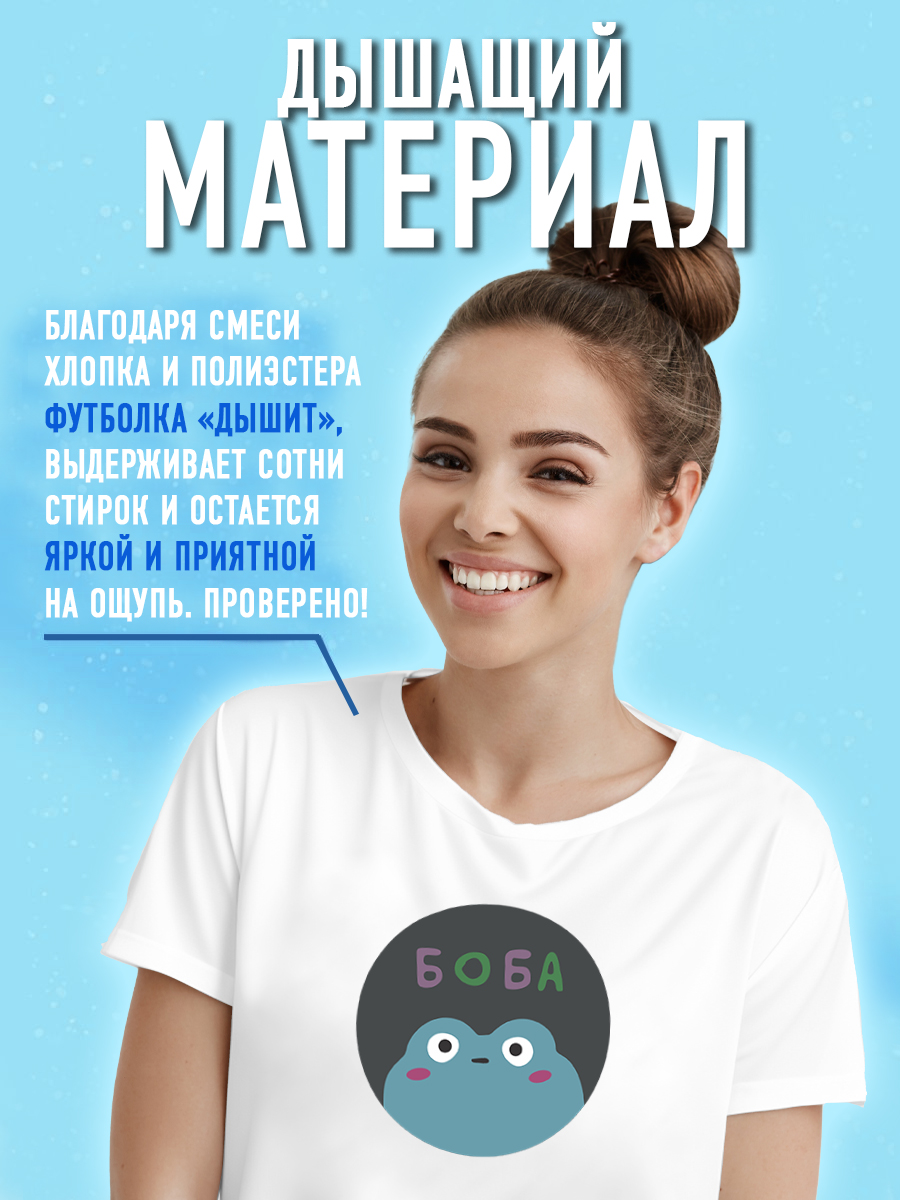 ДЫШАЩИЙ
МАТЕРИАЛ
БЛАГОДАРЯ СМЕСИ
ХЛОПКА И ПОЛИЭСТЕРА
ФУТБОЛКА «ДЫШИТ»,
ВЫДЕРЖИВАЕТ СОТНИ
СТИРОК И ОСТАЕТСЯ
ЯРКОЙ И ПРИЯТНОЙ
НА ОЩУПЬ. ПРОВЕРЕНО!
БОБА